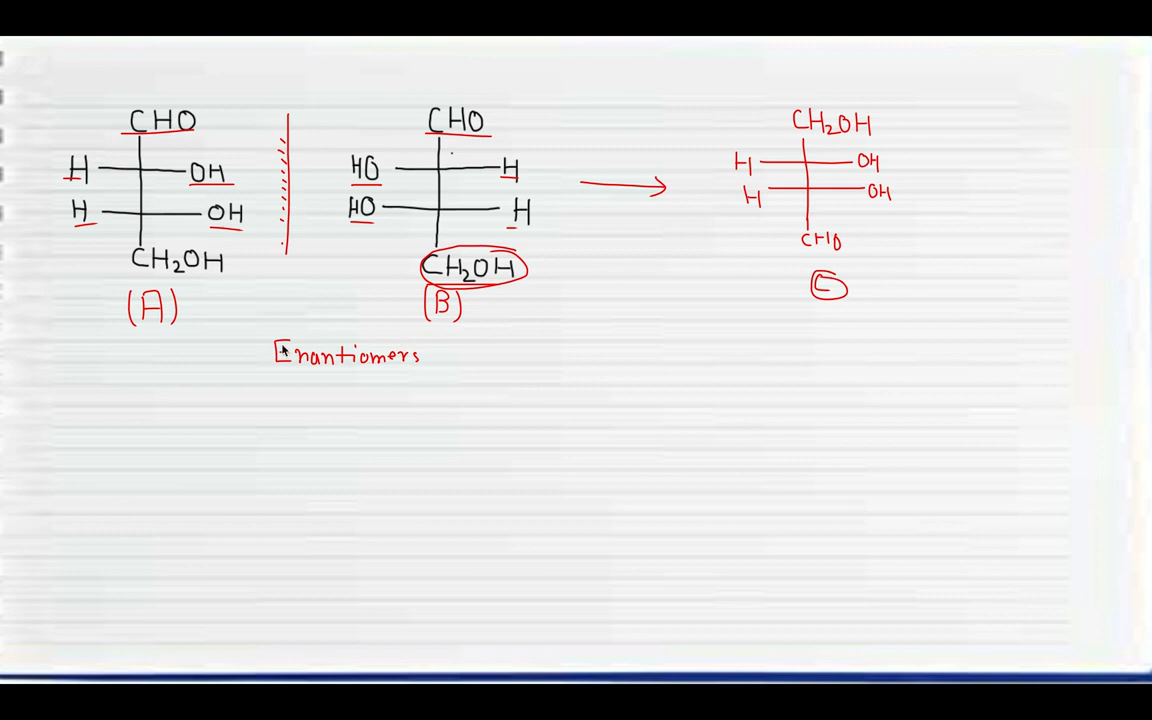 CHO CHO CH2OH
H OH HO H H OH
H OH HO H H OH
CH2OH CH2OH CHO
(A) (B)
Enantiomers